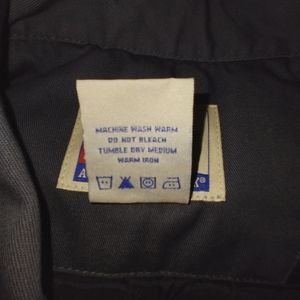 MACHINE WASH WARM
DO NOT BLEACH
TUMBLE DRY MEDIUM
WARM IRON
A
K®